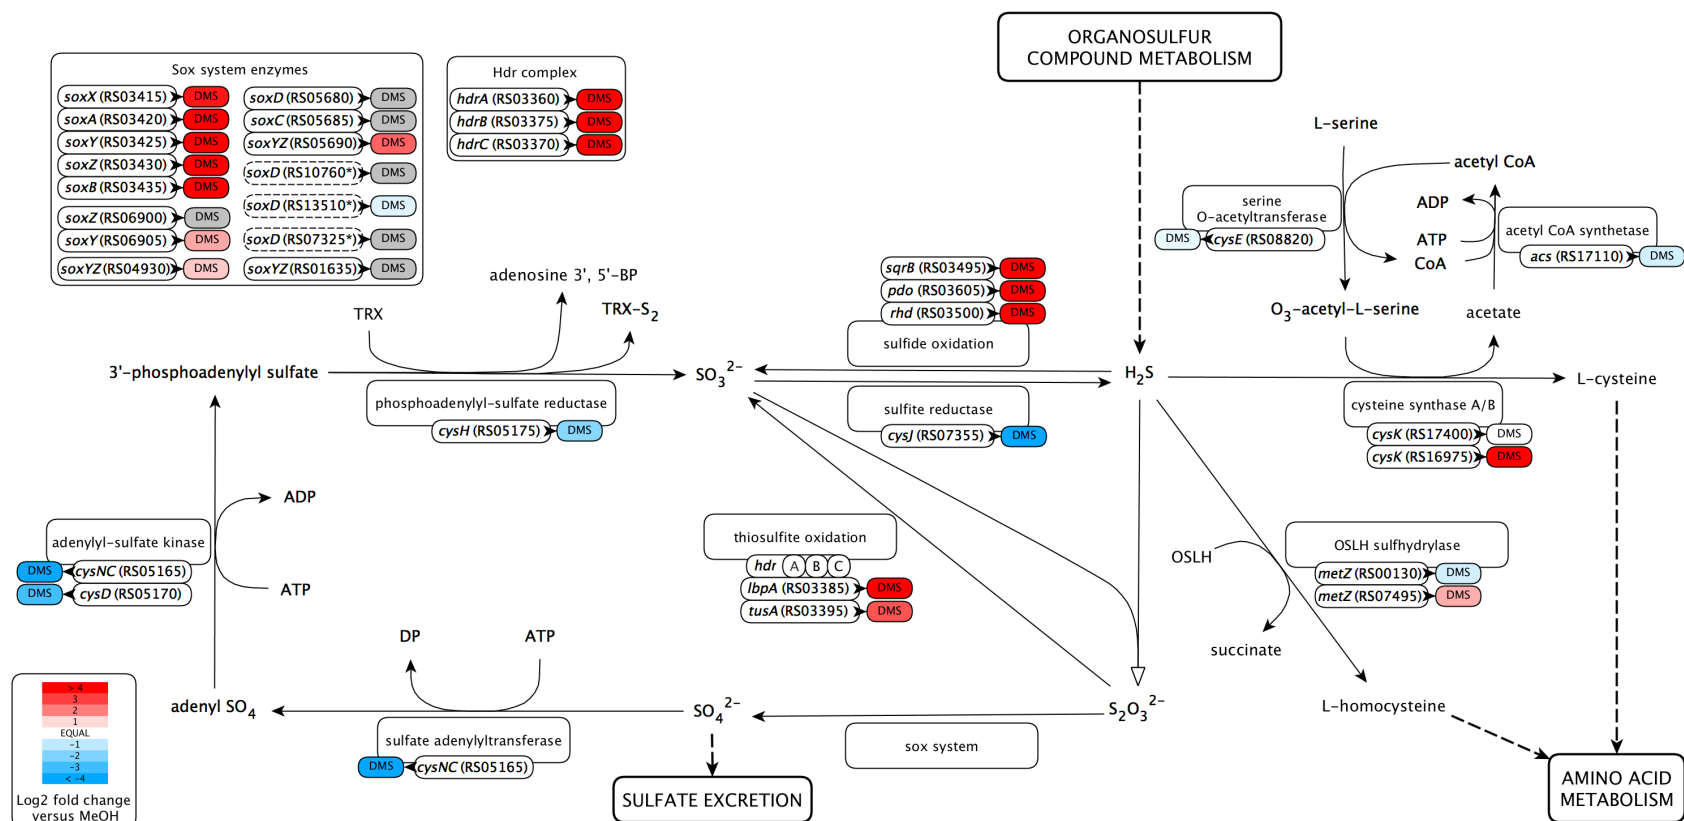 ORGANOSULFUR
COMPOUND METABOLISM
Sox system enzymes
soxX (RS03415) DMS
soxA (RS03420) DMS
soxY (RS03425) DMS
soxZ (RS03430) DMS
soxB (RS03435) DMS
soxZ (RS06900) DMS
soxY (RS06905) DMS
soxYZ (RS04930) DMS
soxD (RS05680) DMS
soxC (RS05685) DMS
soxYZ (RS05690) DMS
soxD (RS10760*) DMS
soxD (RS13510*) DMS
soxD (RS07325*) DMS
soxYZ (RS01635) DMS
Hdr complex
hdrA (RS03360) DMS
hdrB (RS03375) DMS
hdrC (RS03370) DMS
L-serine
acetyl CoA
serine
O-acetyltransferase
DMS cysE (RS08820)
ADP
ATP
CoA
acetyl CoA synthetase
acs (RS17110) DMS
O3-acetyl-L-serine
acetate
adenosine 3', 5'-BP
TRX
TRX-S2
sqrB (RS03495) DMS
pdo (RS03605) DMS
rhd (RS03500) DMS
sulfide oxidation
3'-phosphoadenylyl sulfate
SO3 2-
H2S
L-cysteine
phosphoadenylyl-sulfate reductase
cysH (RS05175) DMS
sulfite reductase
cysJ (RS07355) DMS
cysteine synthase A/B
cysK (RS17400) DMS
cysK (RS16975) DMS
ADP
adenylyl-sulfate kinase
DMS cysNC (RS05165)
DMS cysD (RS05170)
ATP
thiosulfite oxidation
hdr A B C
lbpA (RS03385) DMS
tusA (RS03395) DMS
OSLH
OSLH sulfhydrylase
metZ (RS00130) DMS
metZ (RS07495) DMS
succinate
DP
ATP
adenyl SO4
SO4 2-
S2O3 2-
L-homocysteine
sulfate adenylyltransferase
DMS cysNC (RS05165)
sox system
SULFATE EXCRETION
AMINO ACID
METABOLISM
> 4
3
2
1
EQUAL
-1
-2
-3
< -4
Log2 fold change
versus MeOH